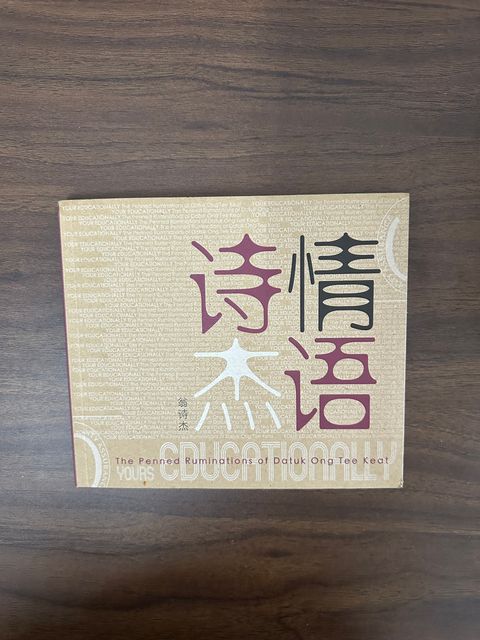 诗情
杰语
翁诗杰
The Penned Ruminations of Datuk Ong Tee Keat
YOURS EDUCATIONALLY